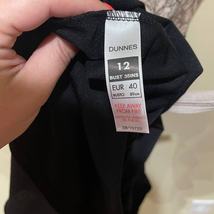 DUNNES
12
BUST 35INS
EUR 40
KEEP AWAY
FROM FIRE